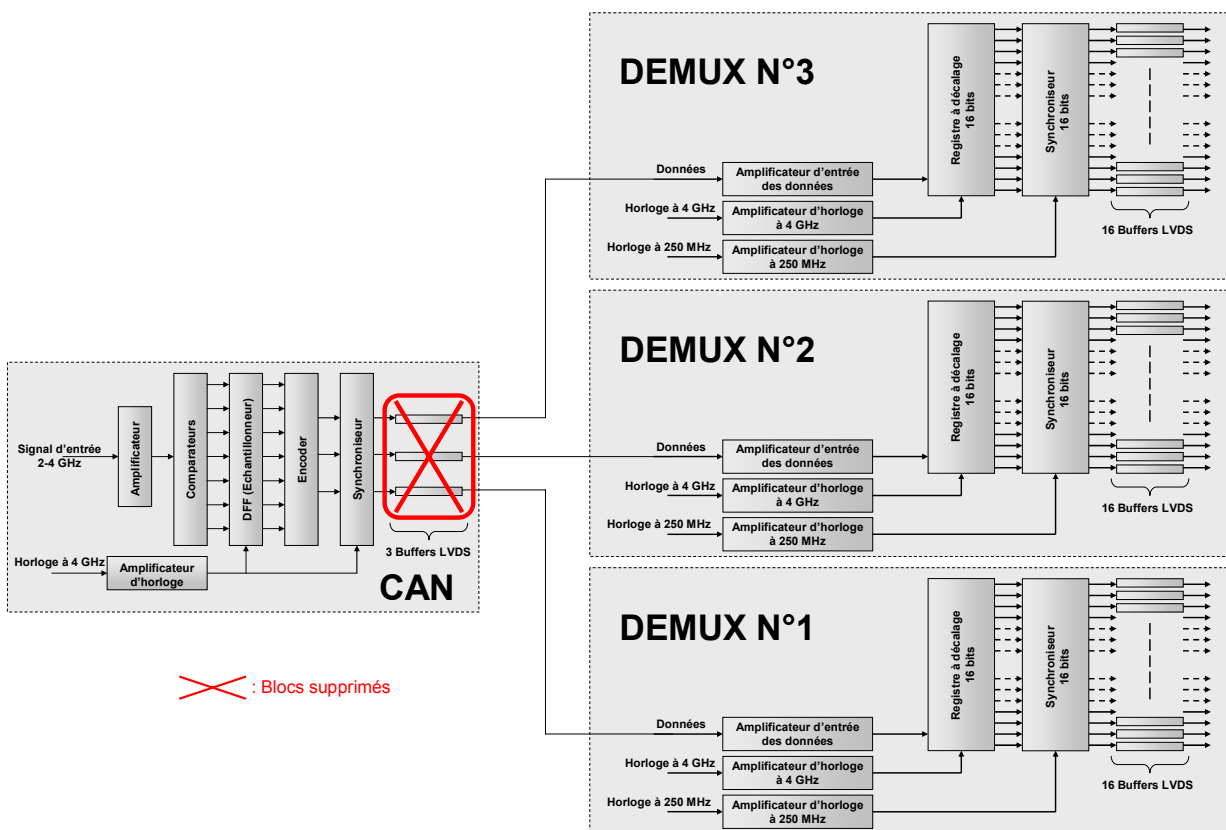 DEMUX N°3
Registre à décalage
16 bits
Synchroniseur
16 bits
Données
Amplificateur d'entrée
des données
Horloge à 4 GHz
Amplificateur d'horloge
à 4 GHz
Horloge à 250 MHz
Amplificateur d'horloge
à 250 MHz
16 Buffers LVDS
DEMUX N°2
Registre à décalage
16 bits
Synchroniseur
16 bits
Données
Amplificateur d'entrée
des données
Horloge à 4 GHz
Amplificateur d'horloge
à 4 GHz
Horloge à 250 MHz
Amplificateur d'horloge
à 250 MHz
16 Buffers LVDS
Signal d'entrée
2-4 GHz
Amplificateur
Comparateurs
DFF (Echantillonneur)
Encoder
Synchroniseur
3 Buffers LVDS
Horloge à 4 GHz
Amplificateur
d'horloge
CAN
: Blocs supprimés
DEMUX N°1
Registre à décalage
16 bits
Synchroniseur
16 bits
Données
Amplificateur d'entrée
des données
Horloge à 4 GHz
Amplificateur d'horloge
à 4 GHz
Horloge à 250 MHz
Amplificateur d'horloge
à 250 MHz
16 Buffers LVDS